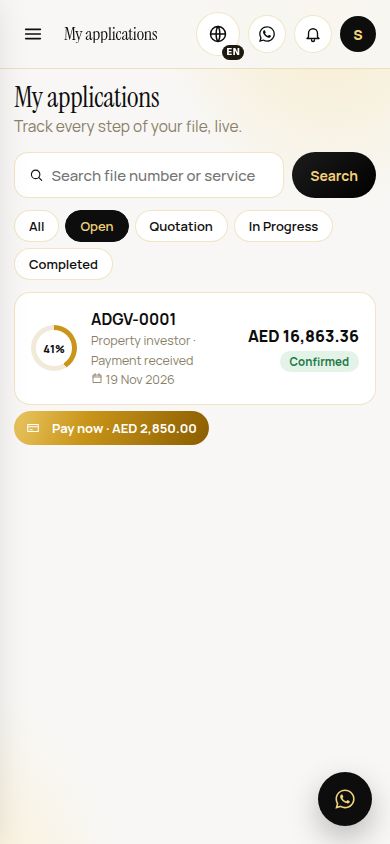 My applications
EN
S
My applications
Track every step of your file, live.
Search file number or service
Search
All
Open
Quotation
In Progress
Completed
41%
ADGV-0001
Property investor ·
Payment received
19 Nov 2026
AED 16,863.36
Confirmed
Pay now · AED 2,850.00